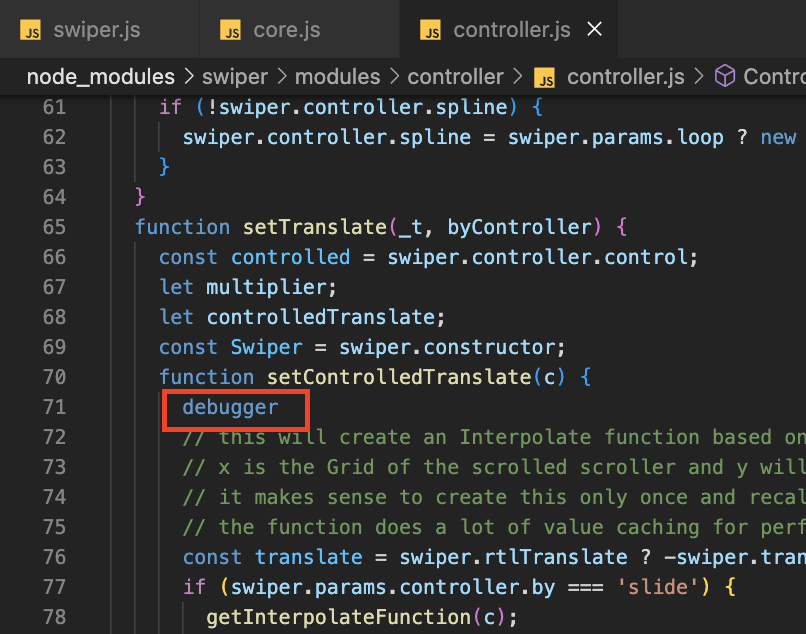 JS swiper.js JS core.js JS controller.js
node_modules > swiper > modules > controller > JS controller.js > Contro
61 if (!swiper.controller.spline) {
62 swiper.controller.spline = swiper.params.loop ? new
63 }
64 }
65 function setTranslate(_t, byController) {
66 const controlled = swiper.controller.control;
67 let multiplier;
68 let controlledTranslate;
69 const Swiper = swiper.constructor;
70 function setControlledTranslate(c) {
71 debugger
72 // this will create an Interpolate function based on
73 // x is the Grid of the scrolled scroller and y will
74 // it makes sense to create this only once and recal
75 // the function does a lot of value caching for perf
76 const translate = swiper.rtlTranslate ? -swiper.tran
77 if (swiper.params.controller.by === 'slide') {
78 getInterpolateFunction(c);